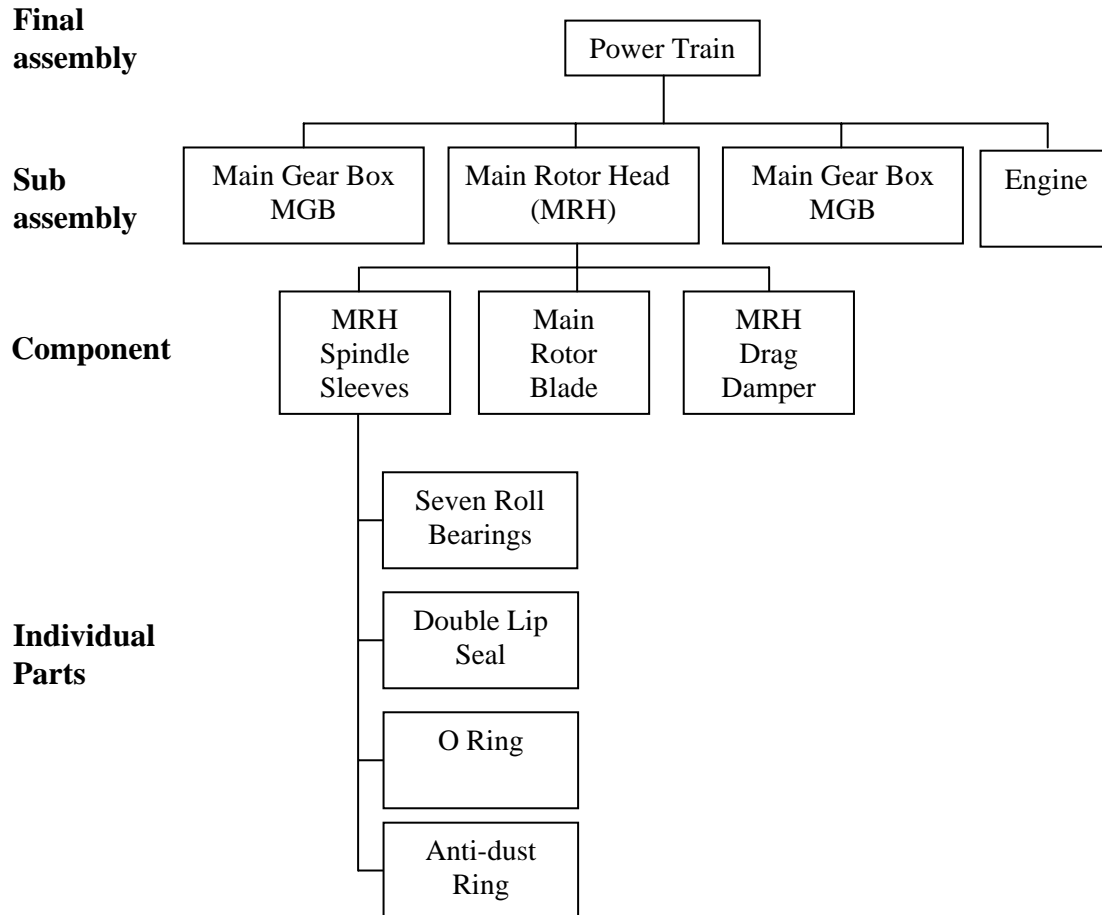 Final
assembly
Power Train
Sub
assembly
Main Gear Box
MGB
Main Rotor Head
(MRH)
Main Gear Box
MGB
Engine
Component
MRH
Spindle
Sleeves
Main
Rotor
Blade
MRH
Drag
Damper
Individual
Parts
Seven Roll
Bearings
Double Lip
Seal
O Ring
Anti-dust
Ring